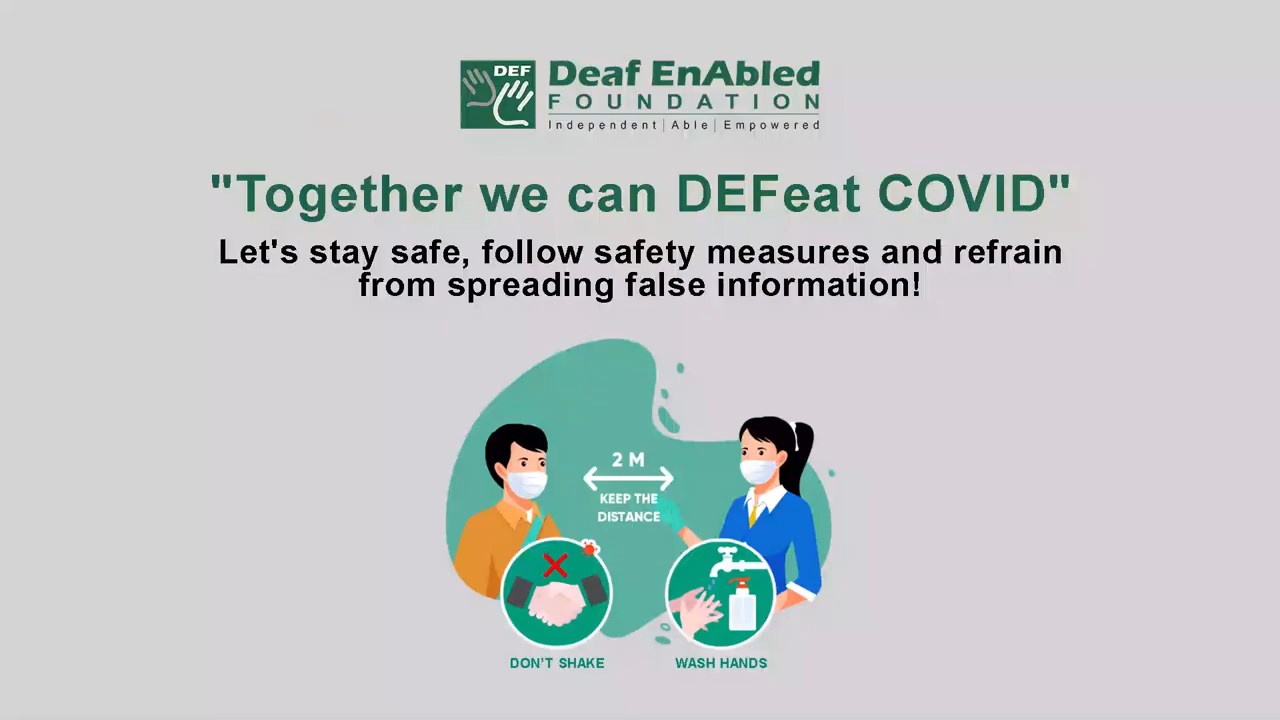 DEF
Deaf EnAbled
FOUNDATION
Independent | Able | Empowered
"Together we can DEFeat COVID"
Let's stay safe, follow safety measures and refrain
from spreading false information!
2 M
KEEP THE
DISTANCE
DON'T SHAKE
WASH HANDS